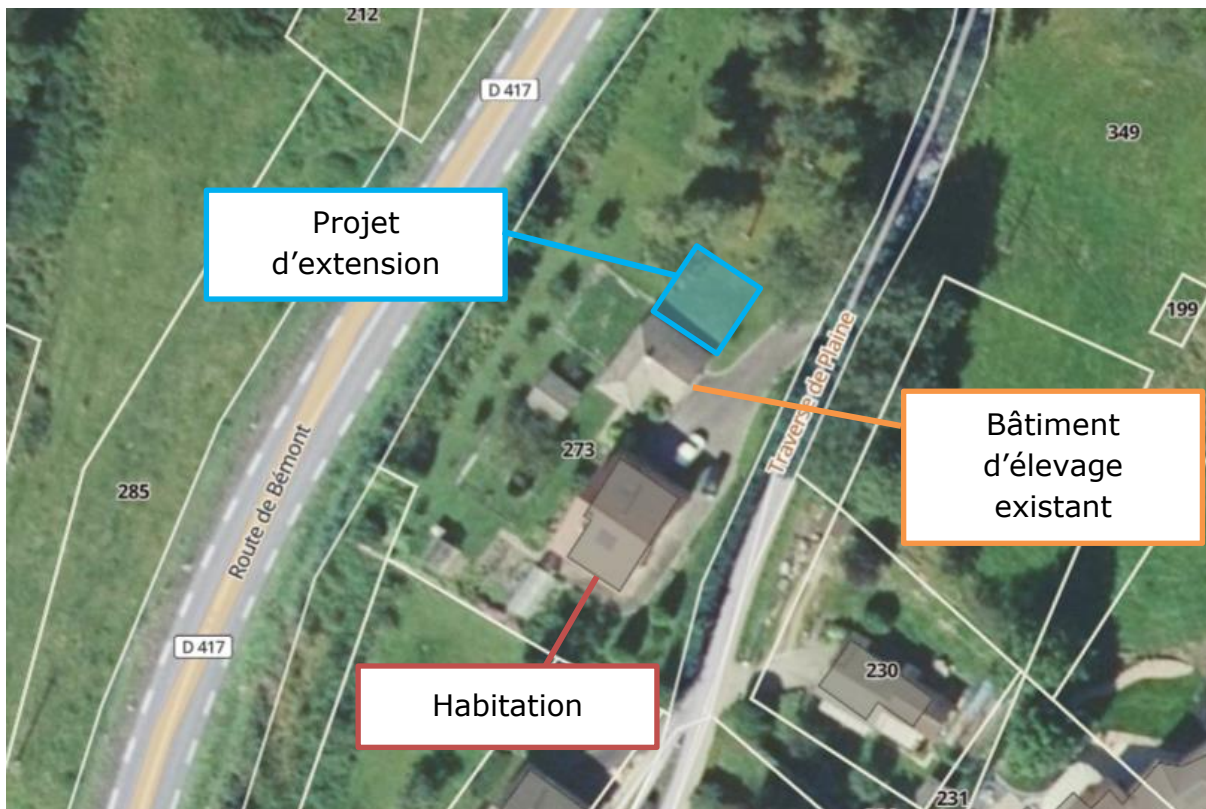 212
D 417
349
Projet
d’extension
199
Traverse de Plaine
Bâtiment
d’élevage
existant
273
285
Route de Bémont
D 417
230
Habitation
231